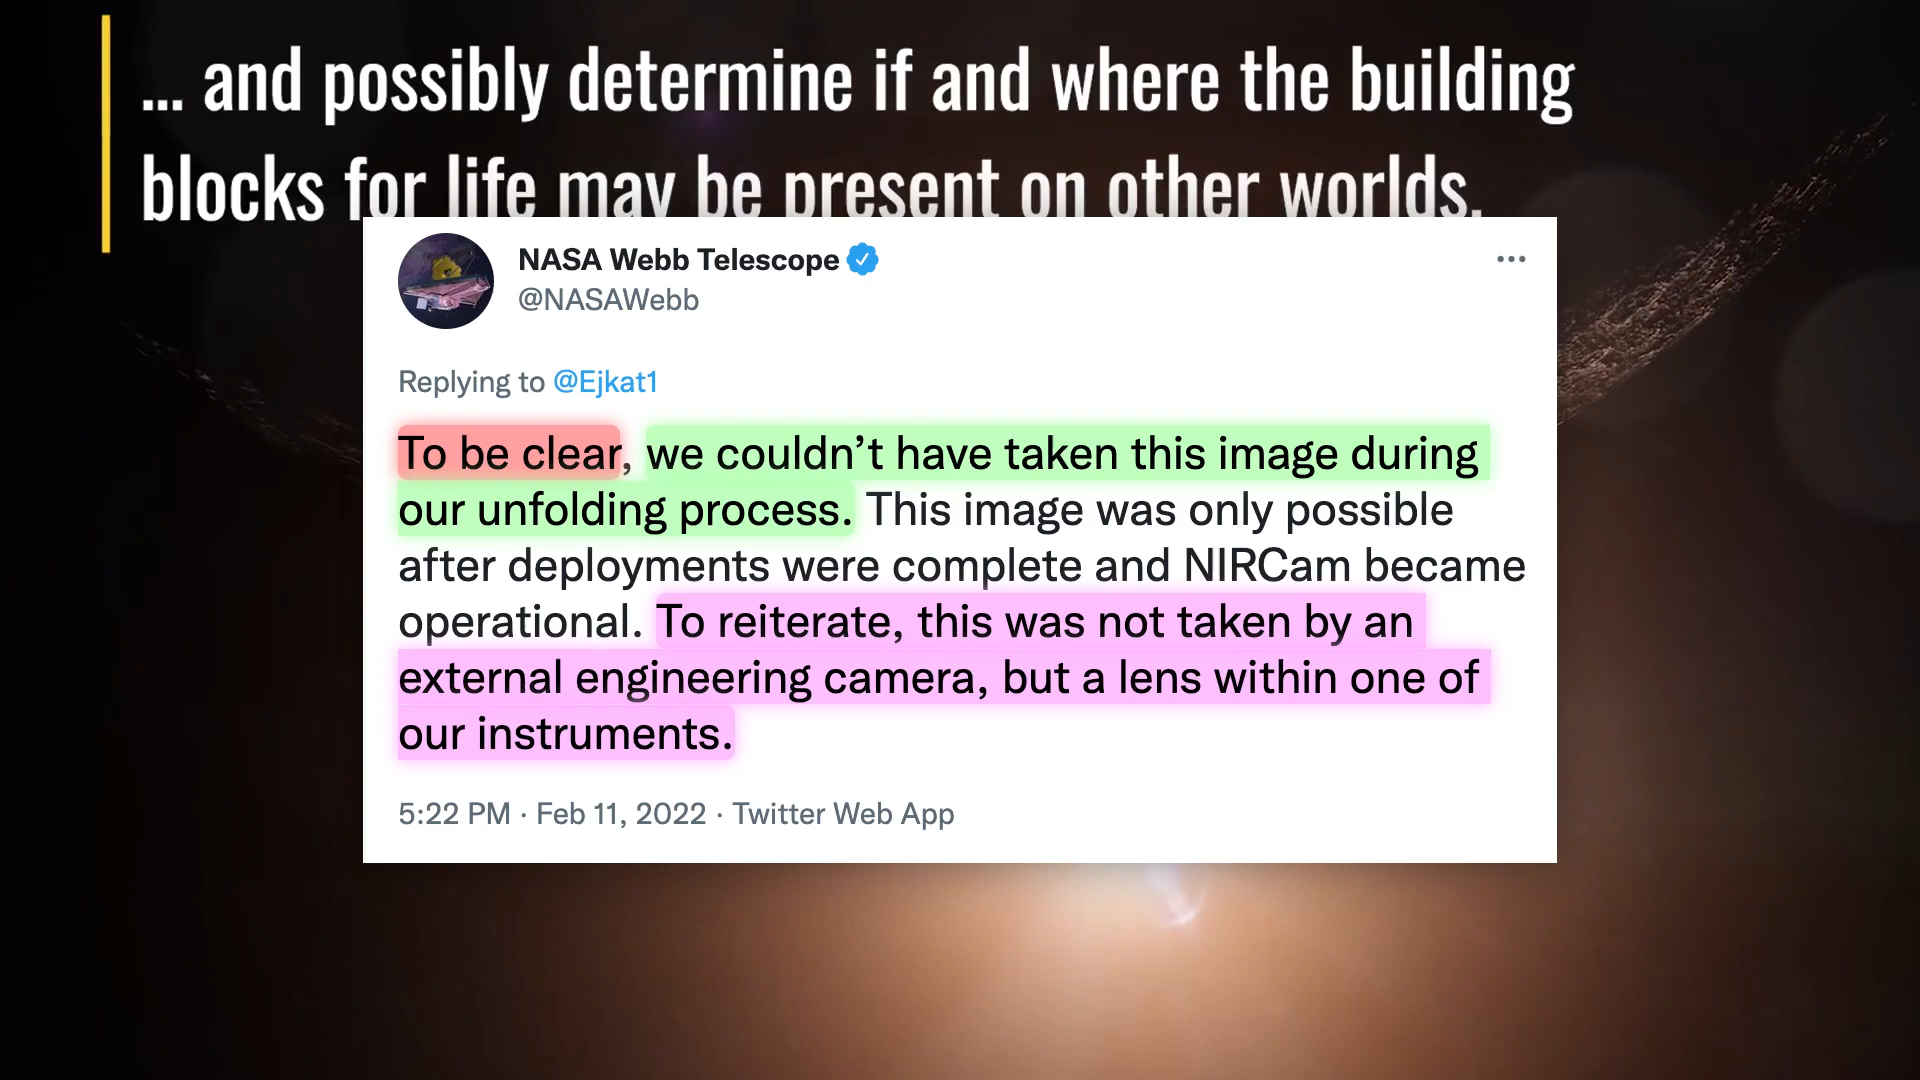 ... and possibly determine if and where the building
blocks for life may be present on other worlds.
NASA Webb Telescope
@NASAWebb
Replying to @Ejkat1
To be clear, we couldn’t have taken this image during
our unfolding process. This image was only possible
after deployments were complete and NIRCam became
operational. To reiterate, this was not taken by an
external engineering camera, but a lens within one of
our instruments.
5:22 PM · Feb 11, 2022 · Twitter Web App